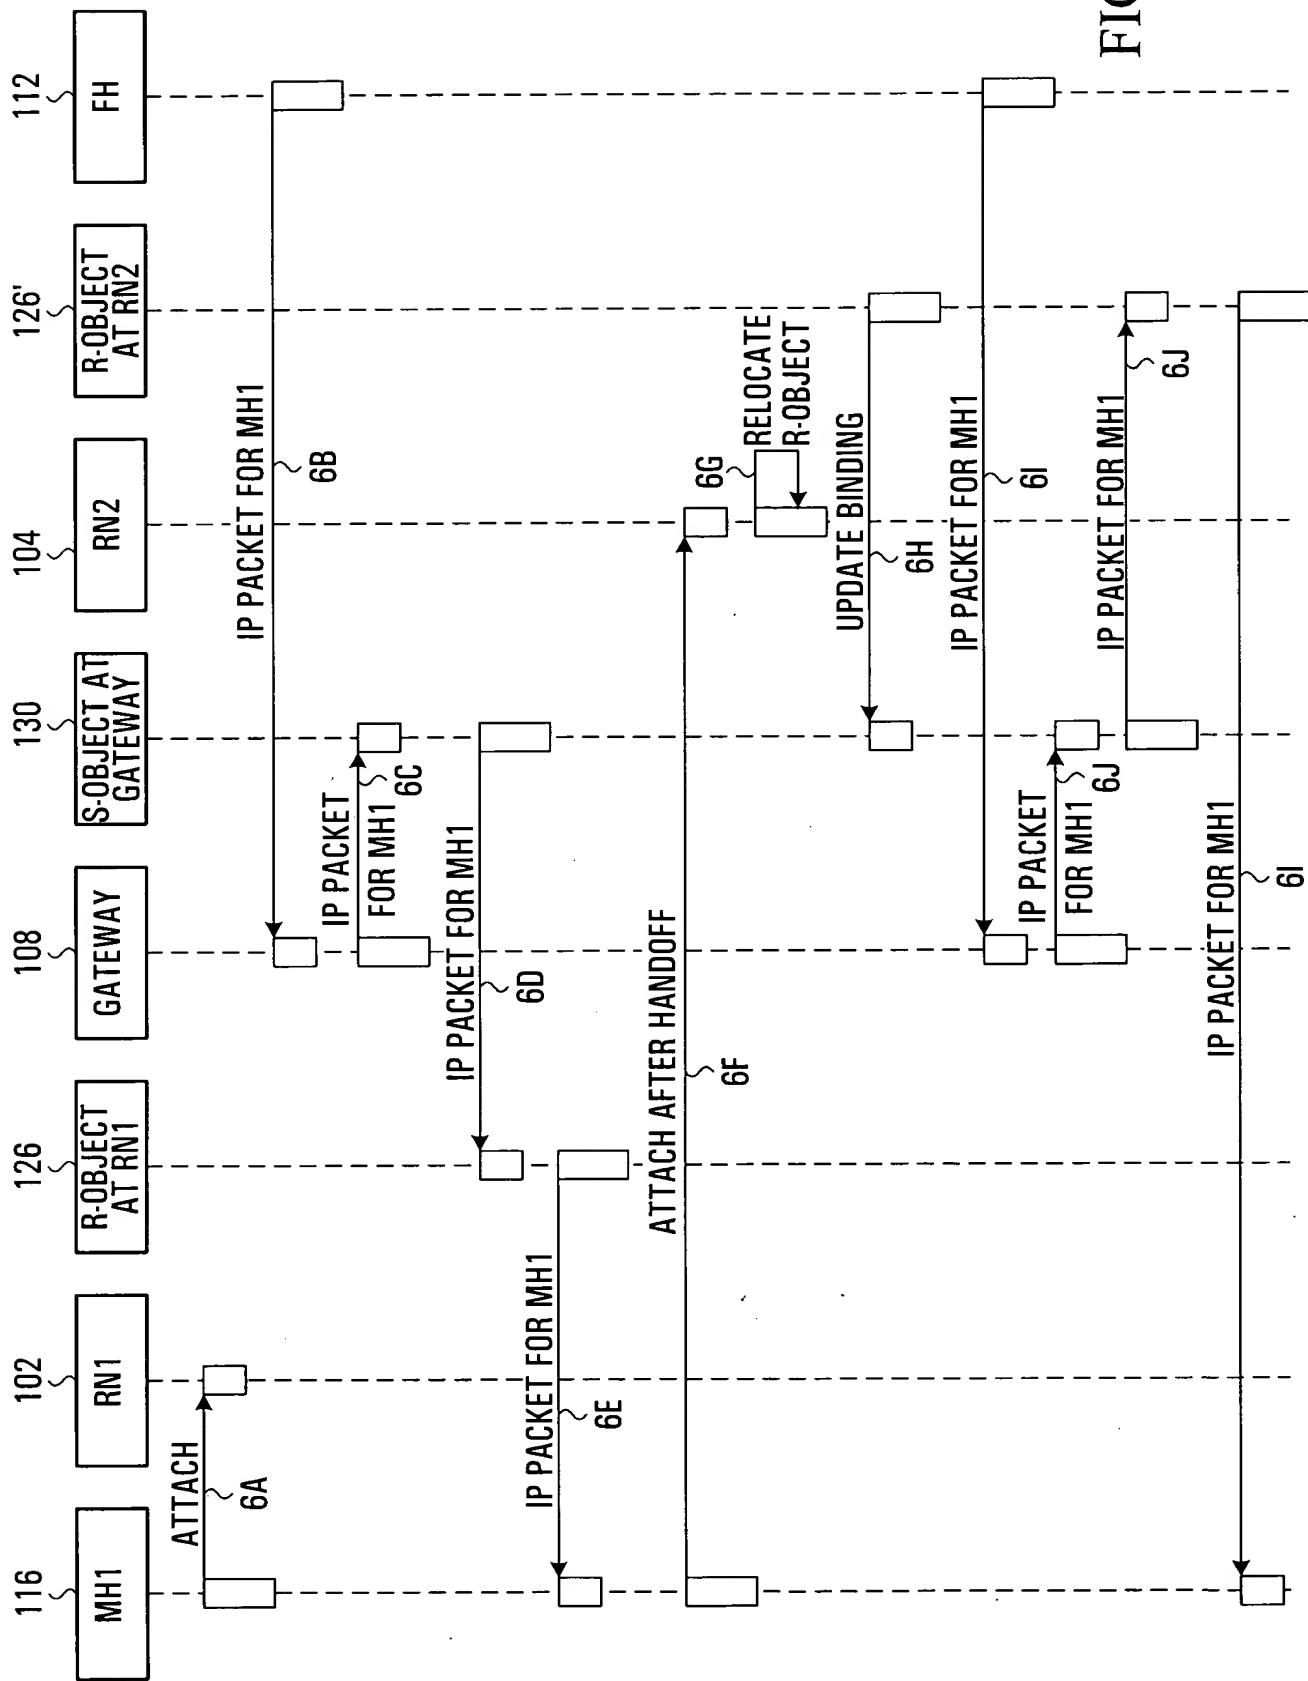 116
MH1
102
RN1
126
R-OBJECT
AT RN1
108
GATEWAY
130
S-OBJECT AT
GATEWAY
104
RN2
126'
R-OBJECT
AT RN2
112
FH
ATTACH
6A
IP PACKET FOR MH1
6B
IP PACKET
FOR MH1
6C
IP PACKET FOR MH1
6D
IP PACKET FOR MH1
6E
ATTACH AFTER HANDOFF
6F
6G
RELOCATE
R-OBJECT
UPDATE BINDING
6H
IP PACKET FOR MH1
6I
IP PACKET
FOR MH1
6J
IP PACKET FOR MH1
6J
IP PACKET FOR MH1
6I